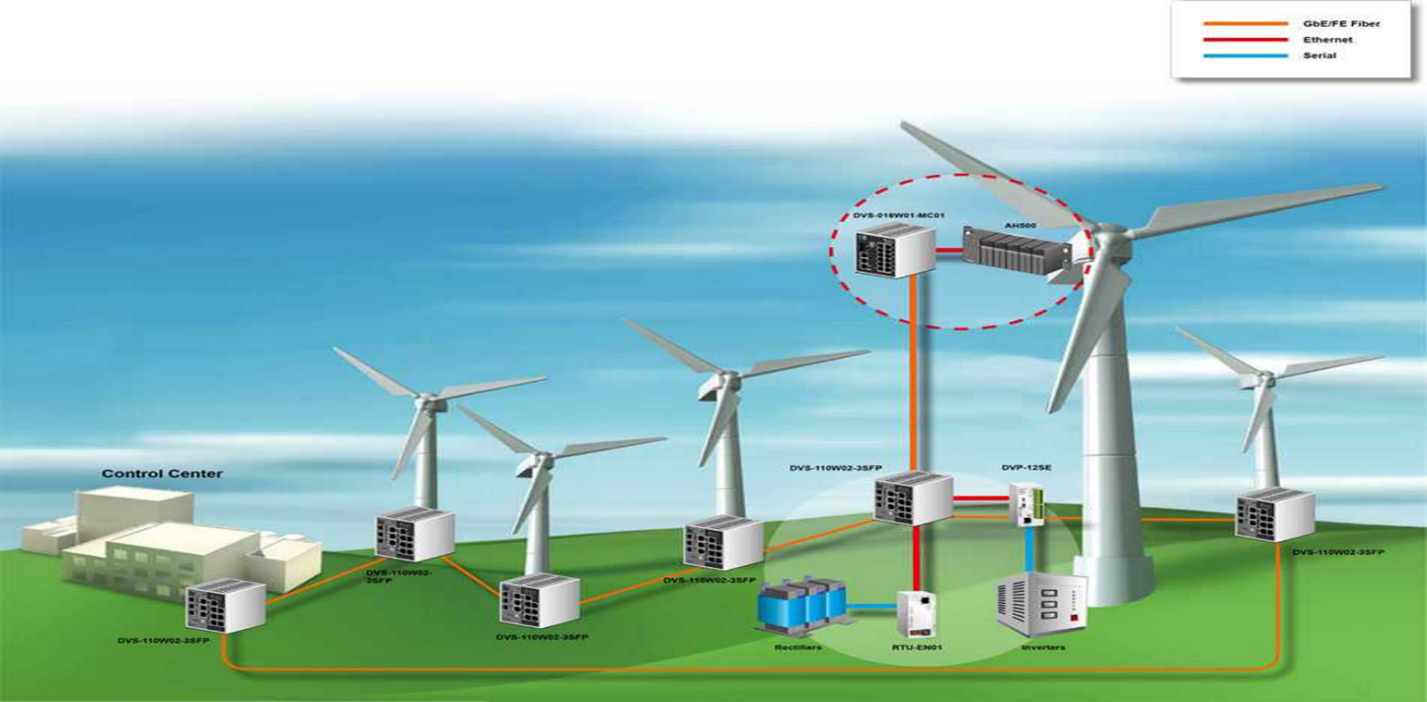 GbE/FE Fiber
Ethernet
Serial
DVS-016W01-MC01
AH500
Control Center
DVS-110W02-3SFP
DVP-12SE
DVS-110W02-3SFP
DVS-110W02-
3SFP
DVS-110W02-3SFP
DVS-110W02-3SFP
DVS-110W02-3SFP
Rectifiers
RTU-EN01
Inverters